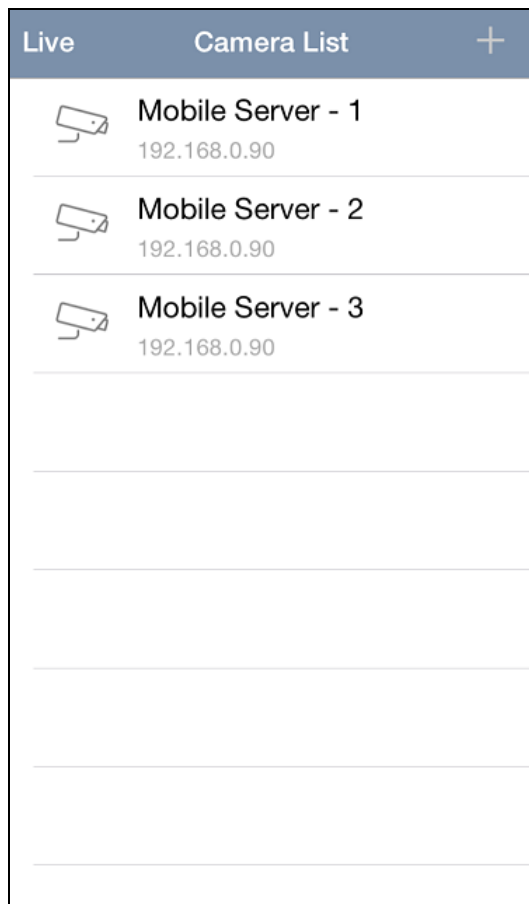 Live Camera List +
Mobile Server - 1
192.168.0.90
Mobile Server - 2
192.168.0.90
Mobile Server - 3
192.168.0.90